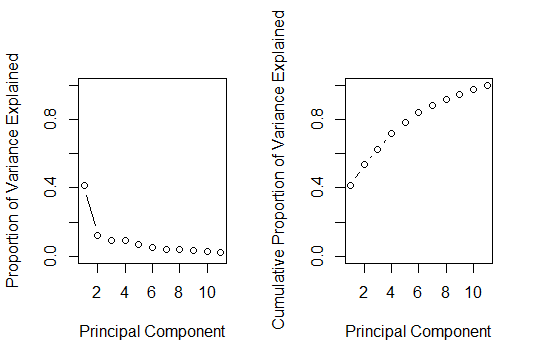 Proportion of Variance Explained
0.0 0.4 0.8
2 4 6 8 10
Principal Component
Cumulative Proportion of Variance Explained
0.0 0.4 0.8
2 4 6 8 10
Principal Component